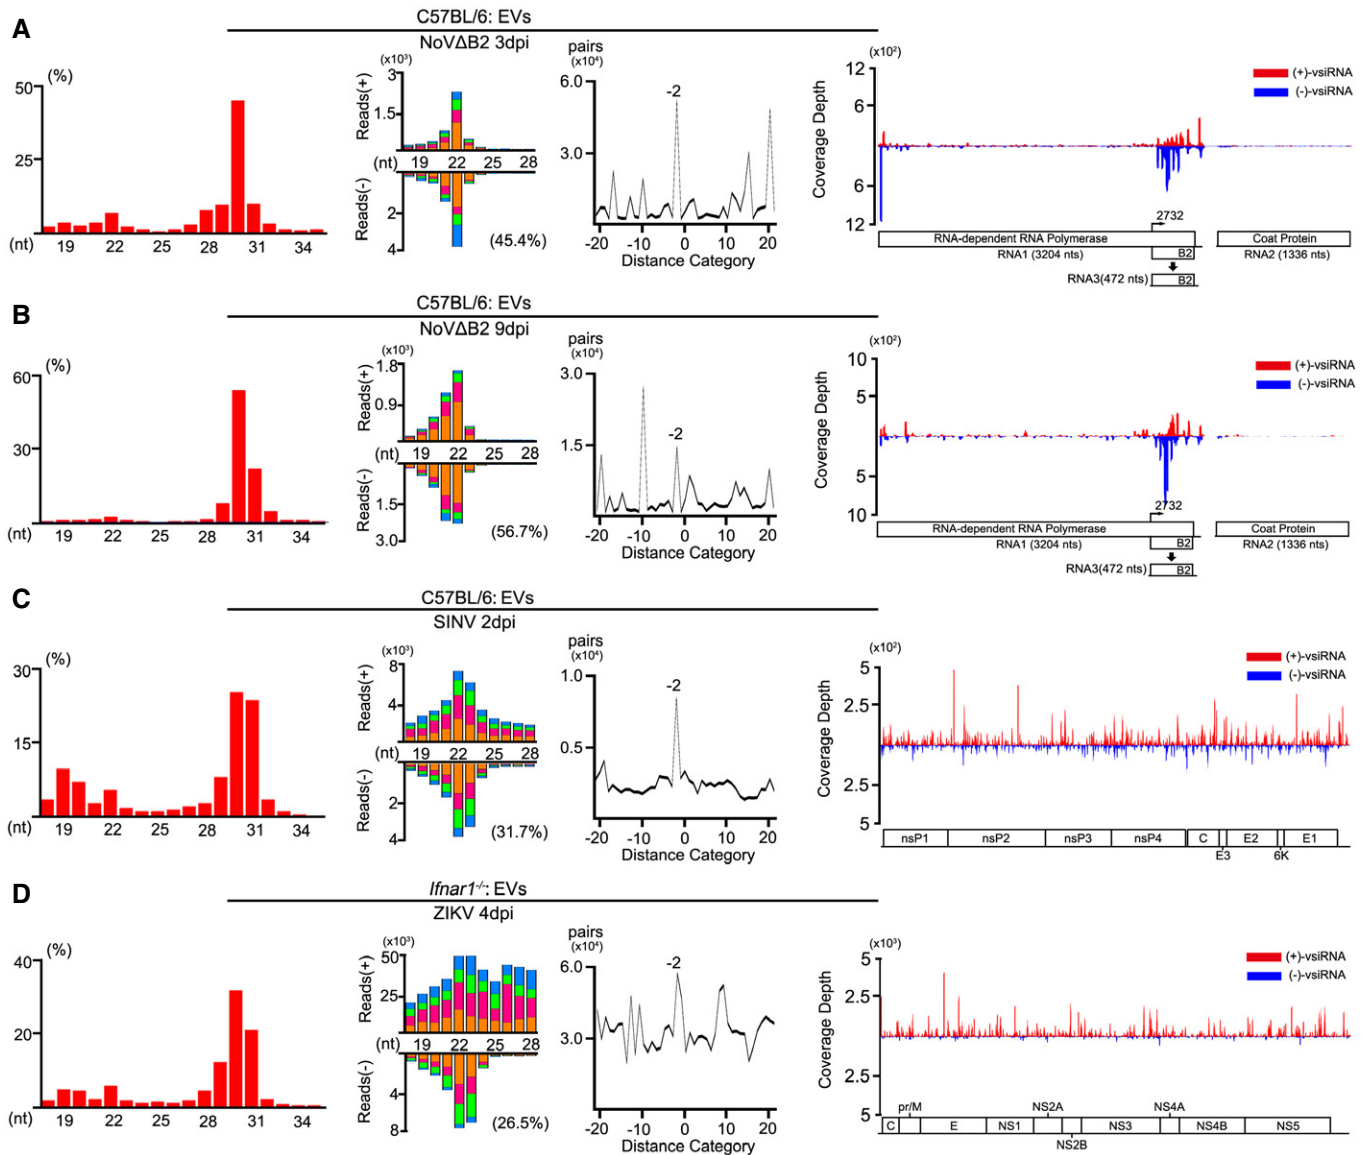 A
C57BL/6: EVs
NoVΔB2 3dpi
(%)
50
25
(nt) 19 22 25 28 31 34
(x10³)
3
1.5
Reads(+)
(nt) 19 22 25 28
Reads(-)
2
4
(45.4%)
pairs
(x10⁴)
6.0
3.0
-2
-20 -10 0 10 20
Distance Category
(x10²)
12
6
6
12
Coverage Depth
(+)-vsiRNA
(-)-vsiRNA
2732
RNA-dependent RNA Polymerase
Coat Protein
RNA1 (3204 nts)
B2
RNA2 (1336 nts)
RNA3(472 nts)
B2
B
C57BL/6: EVs
NoVΔB2 9dpi
(%)
60
30
(nt) 19 22 25 28 31 34
(x10³)
1.8
0.9
Reads(+)
(nt) 19 22 25 28
Reads(-)
1.5
3.0
(56.7%)
pairs
(x10⁴)
3.0
1.5
-2
-20 -10 0 10 20
Distance Category
(x10²)
10
5
5
10
Coverage Depth
(+)-vsiRNA
(-)-vsiRNA
2732
RNA-dependent RNA Polymerase
Coat Protein
RNA1 (3204 nts)
B2
RNA2 (1336 nts)
RNA3(472 nts)
B2
C
C57BL/6: EVs
SINV 2dpi
(%)
30
15
(nt) 19 22 25 28 31 34
(x10³)
8
4
Reads(+)
(nt) 19 22 25 28
Reads(-)
2
4
(31.7%)
pairs
(x10⁴)
1.0
0.5
-2
-20 -10 0 10 20
Distance Category
(x10²)
5
2.5
2.5
5
Coverage Depth
(+)-vsiRNA
(-)-vsiRNA
nsP1 nsP2 nsP3 nsP4 C E2 E1
E3 6K
D
Ifnar1⁻/⁻: EVs
ZIKV 4dpi
(%)
40
20
(nt) 19 22 25 28 31 34
(x10³)
50
25
Reads(+)
(nt) 19 22 25 28
Reads(-)
4
8
(26.5%)
pairs
(x10⁴)
6.0
3.0
-2
-20 -10 0 10 20
Distance Category
(x10³)
5
2.5
2.5
5
Coverage Depth
(+)-vsiRNA
(-)-vsiRNA
pr/M NS2A NS4A
C E NS1 NS3 NS4B NS5
NS2B